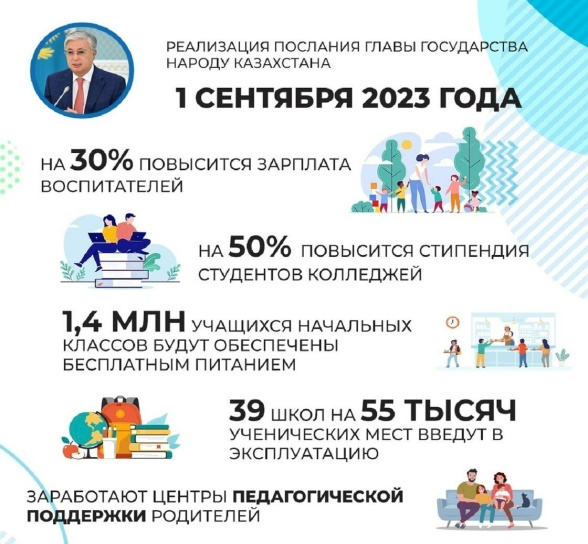 РЕАЛИЗАЦИЯ ПОСЛАНИЯ ГЛАВЫ ГОСУДАРСТВА
НАРОДУ КАЗАХСТАНА
1 СЕНТЯБРЯ 2023 ГОДА
НА 30% ПОВЫСИТСЯ ЗАРПЛАТА
ВОСПИТАТЕЛЕЙ
НА 50% ПОВЫСИТСЯ СТИПЕНДИЯ
СТУДЕНТОВ КОЛЛЕДЖЕЙ
1,4 МЛН УЧАЩИХСЯ НАЧАЛЬНЫХ
КЛАССОВ БУДУТ ОБЕСПЕЧЕНЫ
БЕСПЛАТНЫМ ПИТАНИЕМ
39 ШКОЛ НА 55 ТЫСЯЧ
УЧЕНИЧЕСКИХ МЕСТ ВВЕДУТ В
ЭКСПЛУАТАЦИЮ
ЗАРАБОТАЮТ ЦЕНТРЫ ПЕДАГОГИЧЕСКОЙ
ПОДДЕРЖКИ РОДИТЕЛЕЙ